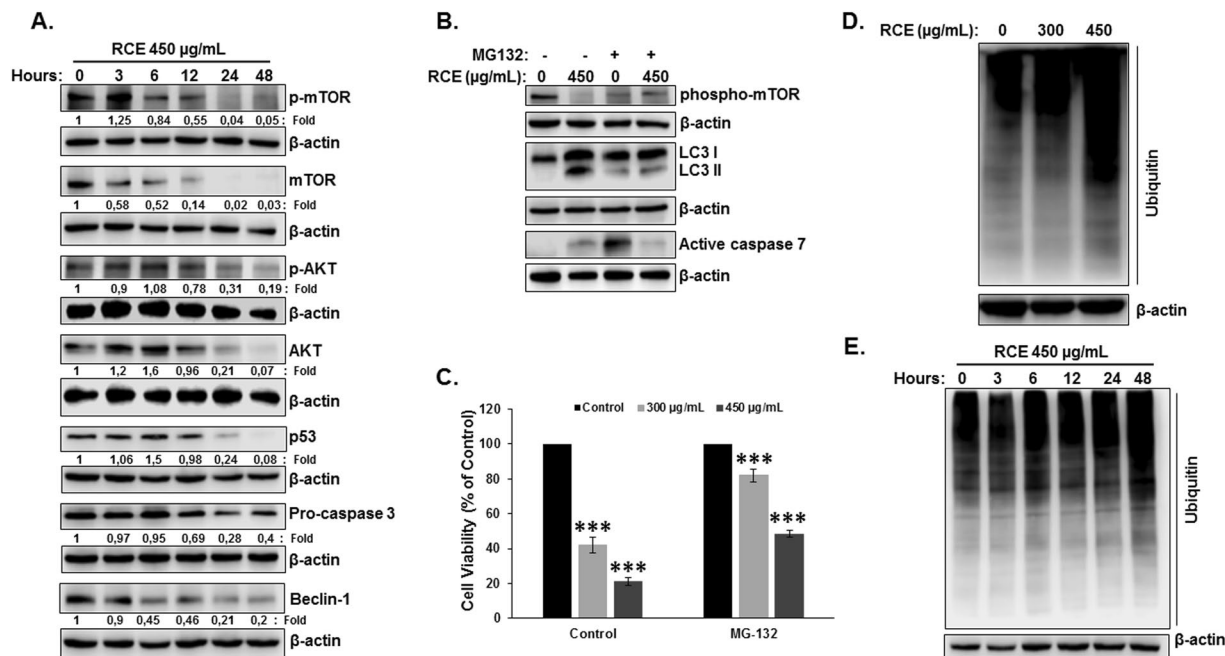 A.
RCE 450 µg/mL
Hours: 0 3 6 12 24 48
p-mTOR
1 1,25 0,84 0,55 0,04 0,05 Fold
β-actin
mTOR
1 0,58 0,52 0,14 0,02 0,03 : Fold
β-actin
p-AKT
1 0,9 1,08 0,78 0,31 0,19 : Fold
β-actin
AKT
1 1,2 1,6 0,96 0,21 0,07 : Fold
β-actin
p53
1 1,06 1,5 0,98 0,24 0,08 : Fold
β-actin
Pro-caspase 3
1 0,97 0,95 0,69 0,28 0,4 : Fold
β-actin
Beclin-1
1 0,9 0,45 0,46 0,21 0,2 : Fold
β-actin
B.
MG132: - - + +
RCE (µg/mL): 0 450 0 450
phospho-mTOR
β-actin
LC3 I
LC3 II
β-actin
Active caspase 7
β-actin
C.
Cell Viability (% of Control)
120
100
80
60
40
20
0
Control 300 µg/mL 450 µg/mL
*** *** *** ***
Control MG-132
D.
RCE (µg/mL): 0 300 450
Ubiquitin
β-actin
E.
RCE 450 µg/mL
Hours: 0 3 6 12 24 48
Ubiquitin
β-actin